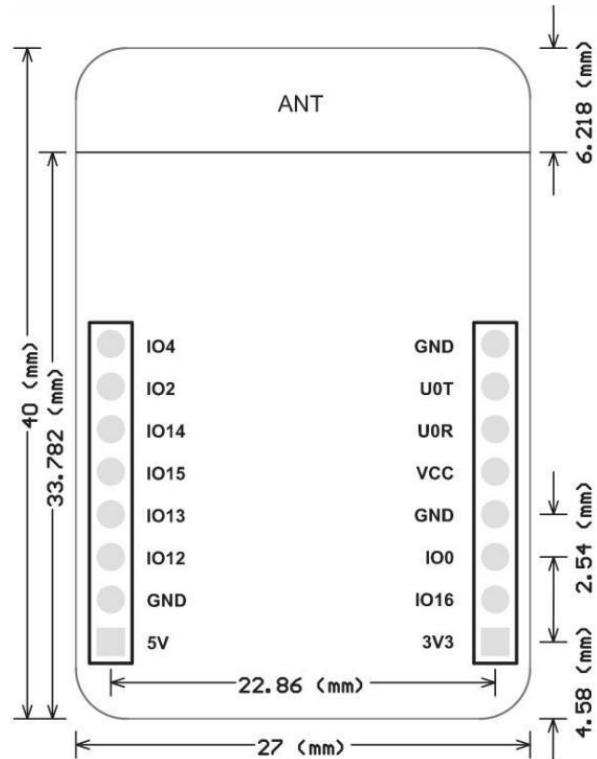 ANT
6.218 (mm)
40 (mm)
33.782 (mm)
IO4 GND
IO2 U0T
IO14 U0R
IO15 VCC
IO13 GND
IO12 IO0
GND IO16
5V 3V3
2.54 (mm)
4.58 (mm)
22.86 (mm)
27 (mm)